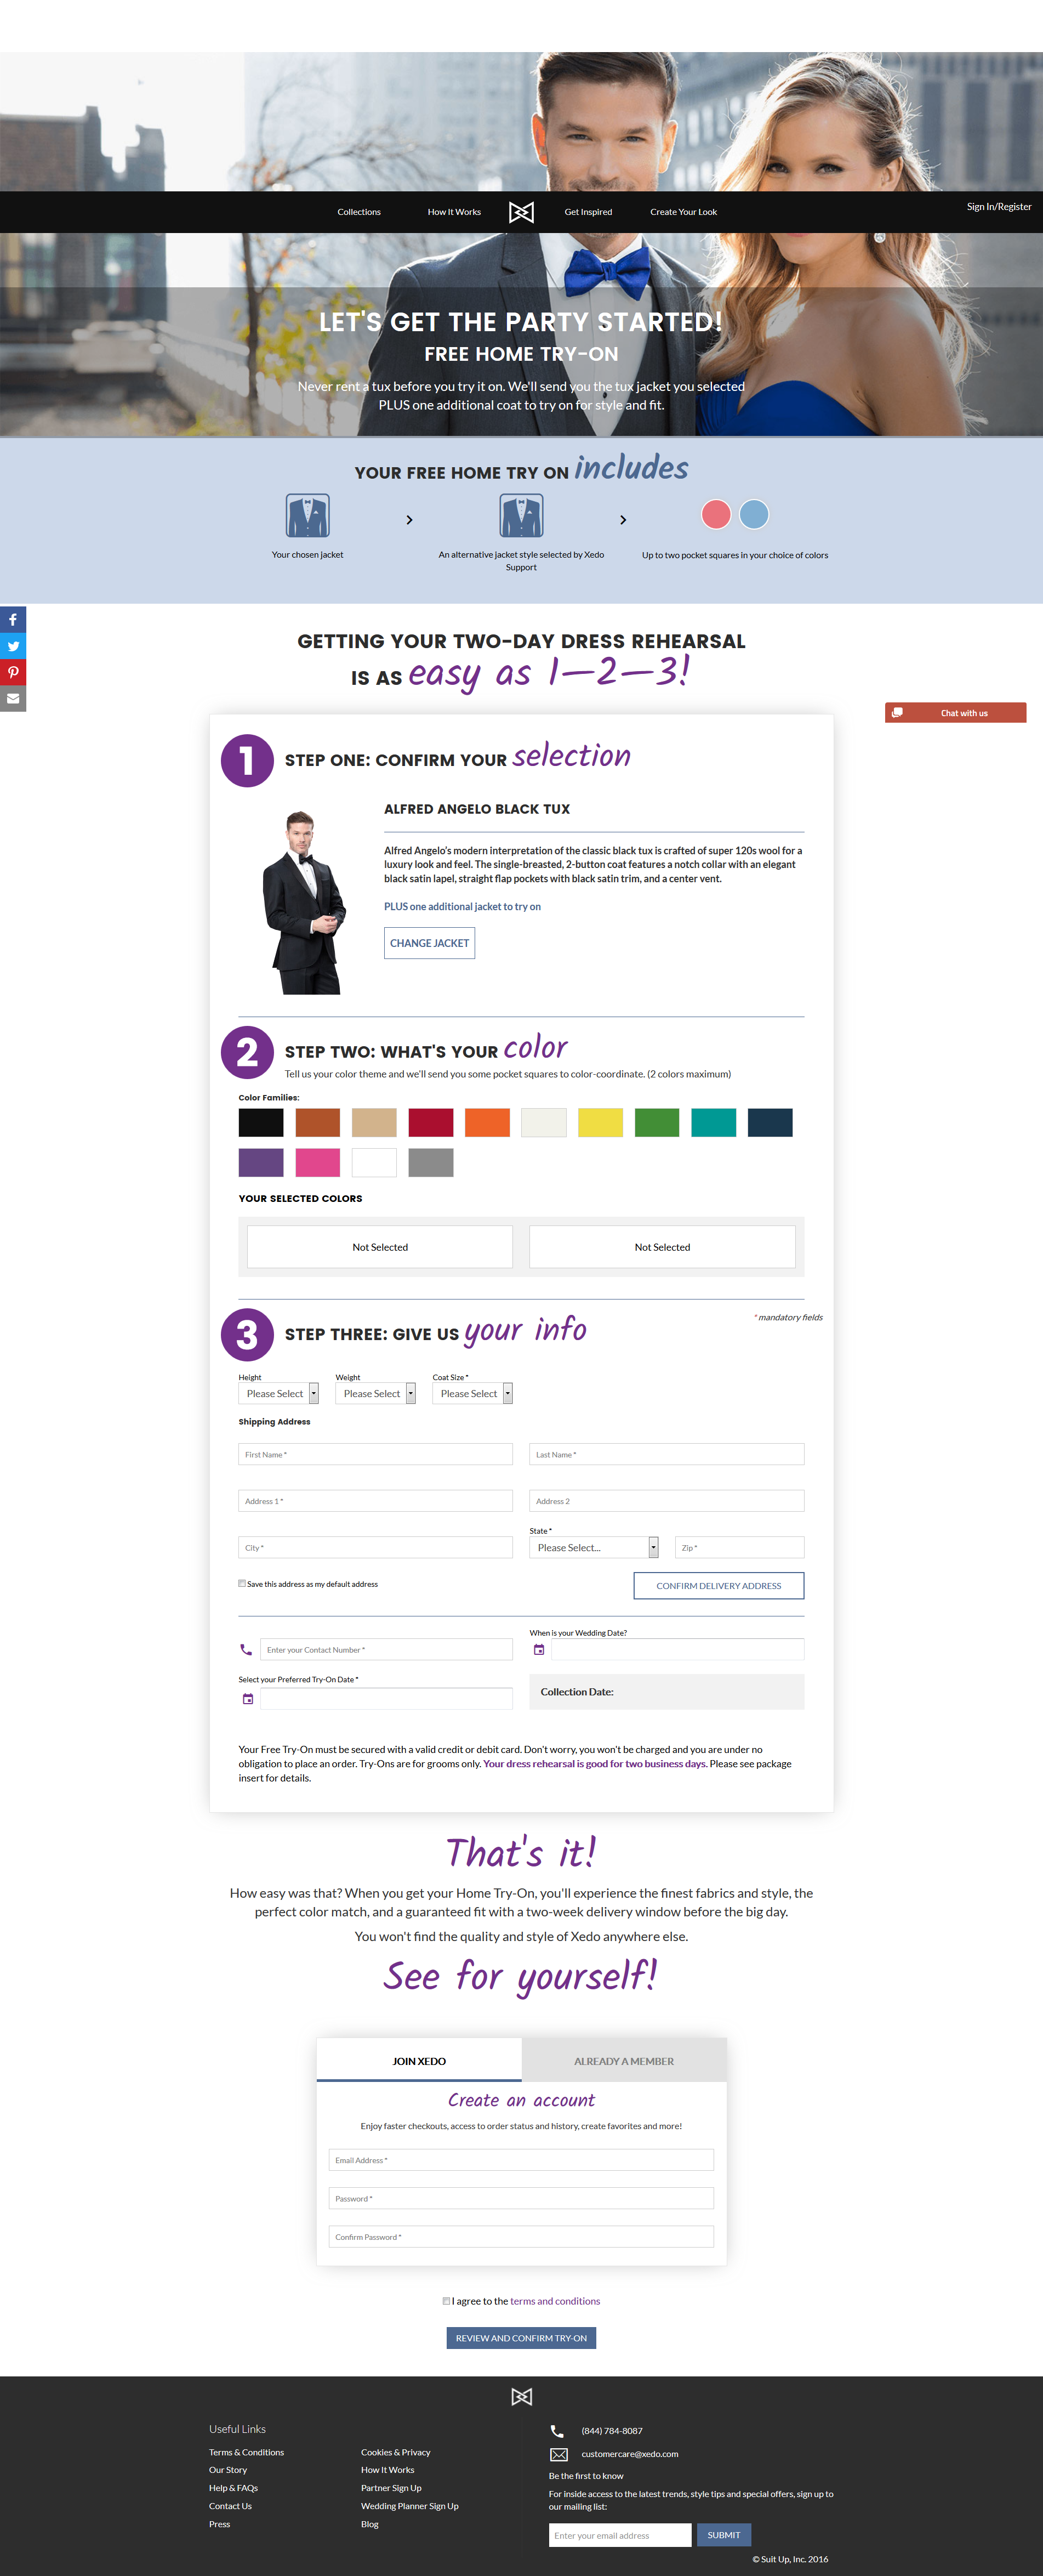 Collections
How It Works
Get Inspired
Create Your Look
Sign In/Register
LET'S GET THE PARTY STARTED!
FREE HOME TRY-ON
Never rent a tux before you try it on. We'll send you the tux jacket you selected
PLUS one additional coat to try on for style and fit.
YOUR FREE HOME TRY ON includes
Your chosen jacket
An alternative jacket style selected by Xedo
Support
Up to two pocket squares in your choice of colors
GETTING YOUR TWO-DAY DRESS REHEARSAL
IS AS easy as 1—2—3!
Chat with us
1
STEP ONE: CONFIRM YOUR selection
ALFRED ANGELO BLACK TUX
Alfred Angelo's modern interpretation of the classic black tux is crafted of super 120s wool for a
luxury look and feel. The single-breasted, 2-button coat features a notch collar with an elegant
black satin lapel, straight flap pockets with black satin trim, and a center vent.
PLUS one additional jacket to try on
CHANGE JACKET
2
STEP TWO: WHAT'S YOUR color
Tell us your color theme and we'll send you some pocket squares to color-coordinate. (2 colors maximum)
Color Families:
YOUR SELECTED COLORS
Not Selected
Not Selected
* mandatory fields
3
STEP THREE: GIVE US your info
Height
Weight
Coat Size *
Please Select
Please Select
Please Select
Shipping Address
First Name *
Last Name *
Address 1 *
Address 2
State *
City *
Please Select...
Zip *
Save this address as my default address
CONFIRM DELIVERY ADDRESS
When is your Wedding Date?
Enter your Contact Number *
Select your Preferred Try-On Date *
Collection Date:
Your Free Try-On must be secured with a valid credit or debit card. Don't worry, you won't be charged and you are under no
obligation to place an order. Try-Ons are for grooms only. Your dress rehearsal is good for two business days. Please see package
insert for details.
That's it!
How easy was that? When you get your Home Try-On, you'll experience the finest fabrics and style, the
perfect color match, and a guaranteed fit with a two-week delivery window before the big day.
You won't find the quality and style of Xedo anywhere else.
See for yourself!
JOIN XEDO
ALREADY A MEMBER
Create an account
Enjoy faster checkouts, access to order status and history, create favorites and more!
Email Address *
Password *
Confirm Password *
I agree to the terms and conditions
REVIEW AND CONFIRM TRY-ON
Useful Links
Terms & Conditions
Our Story
Help & FAQs
Contact Us
Press
Cookies & Privacy
How It Works
Partner Sign Up
Wedding Planner Sign Up
Blog
(844) 784-8087
customercare@xedo.com
Be the first to know
For inside access to the latest trends, style tips and special offers, sign up to
our mailing list:
Enter your email address
SUBMIT
© Suit Up, Inc. 2016